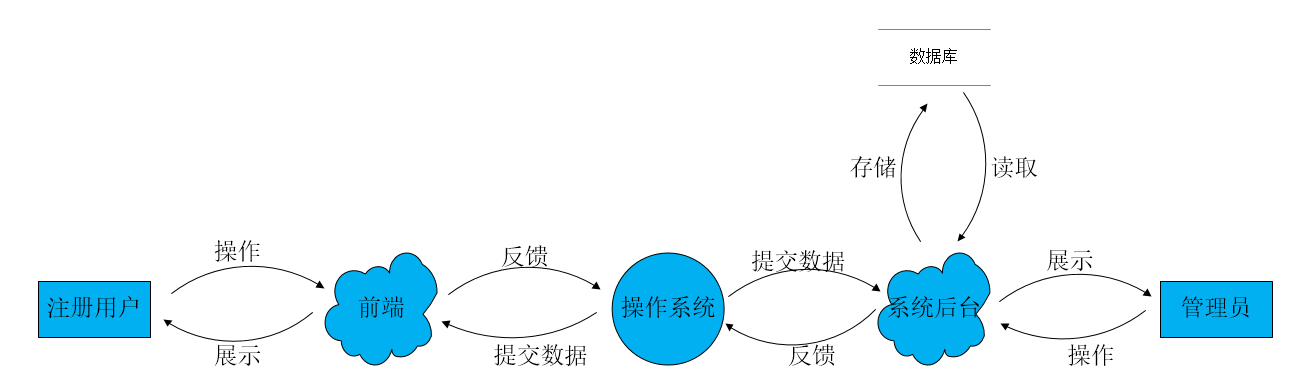 数据库
存储
读取
操作
反馈
提交数据
展示
注册用户
前端
操作系统
系统后台
管理员
展示
提交数据
反馈
操作